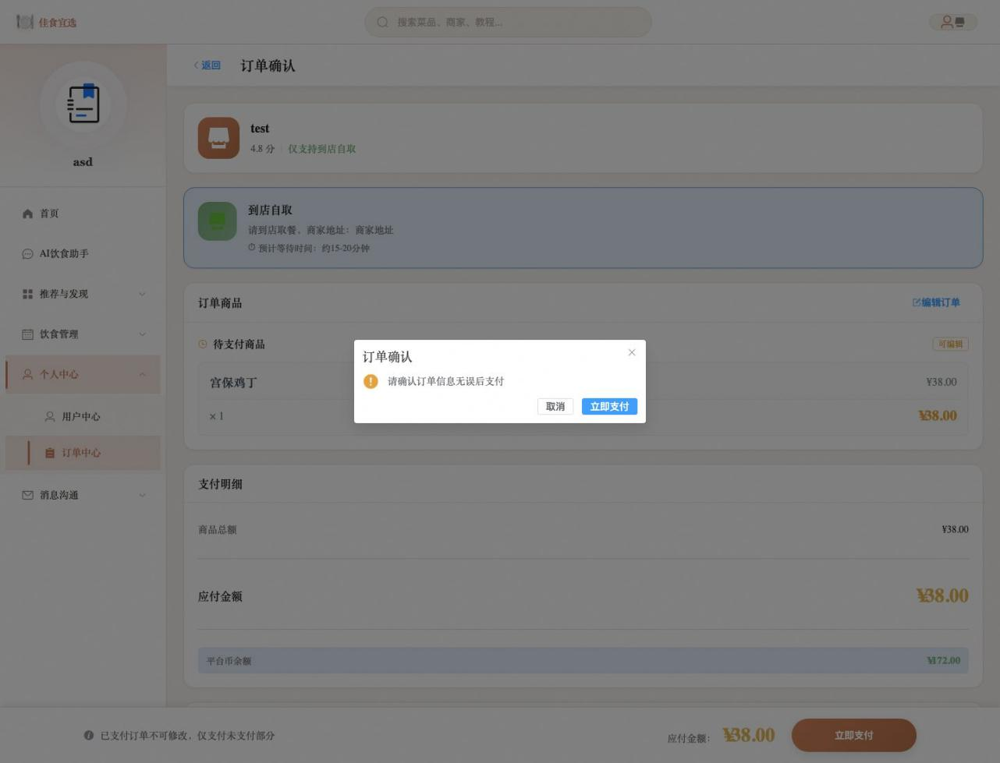 佳食宜选
搜索菜品、商家、教程...
asd
首页
AI饮食助手
推荐与发现
饮食管理
个人中心
用户中心
订单中心
消息沟通
返回 订单确认
test
4.8 分 仅支持到店自取
到店自取
请到店取餐，商家地址：商家地址
预计等待时间：约15-20分钟
订单商品 编辑订单
待支付商品 可编辑
宫保鸡丁 ¥38.00
× 1 ¥38.00
订单确认
请确认订单信息无误后支付
取消 立即支付
支付明细
商品总额 ¥38.00
应付金额 ¥38.00
平台币余额 ¥172.00
已支付订单不可修改，仅支付未支付部分
应付金额： ¥38.00 立即支付